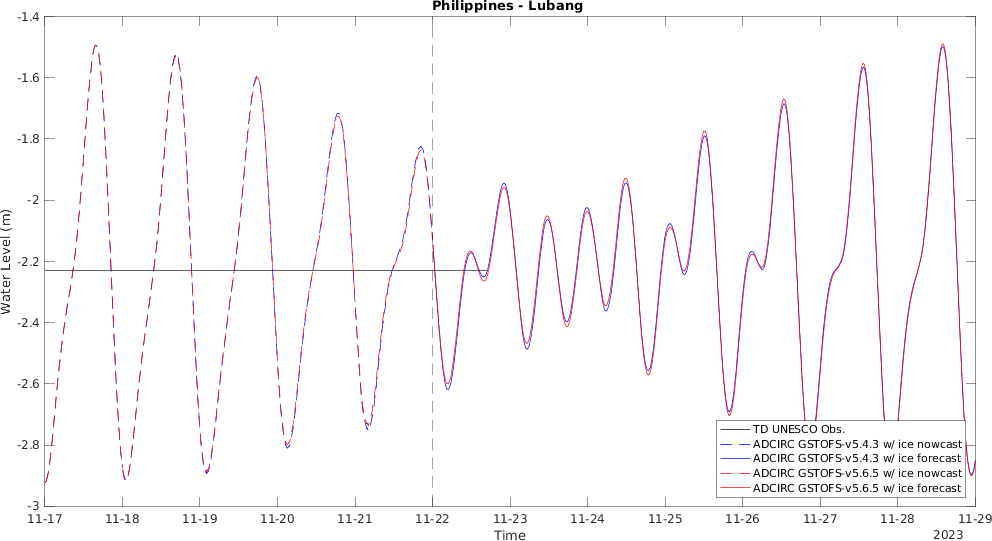 Philippines - Lubang
Water Level (m)
-1.4
-1.6
-1.8
-2
-2.2
-2.4
-2.6
-2.8
-3
TD UNESCO Obs.
ADCIRC GSTOFS-v5.4.3 w/ ice nowcast
ADCIRC GSTOFS-v5.4.3 w/ ice forecast
ADCIRC GSTOFS-v5.6.5 w/ ice nowcast
ADCIRC GSTOFS-v5.6.5 w/ ice forecast
11-17 11-18 11-19 11-20 11-21 11-22 11-23 11-24 11-25 11-26 11-27 11-28 11-29
Time
2023